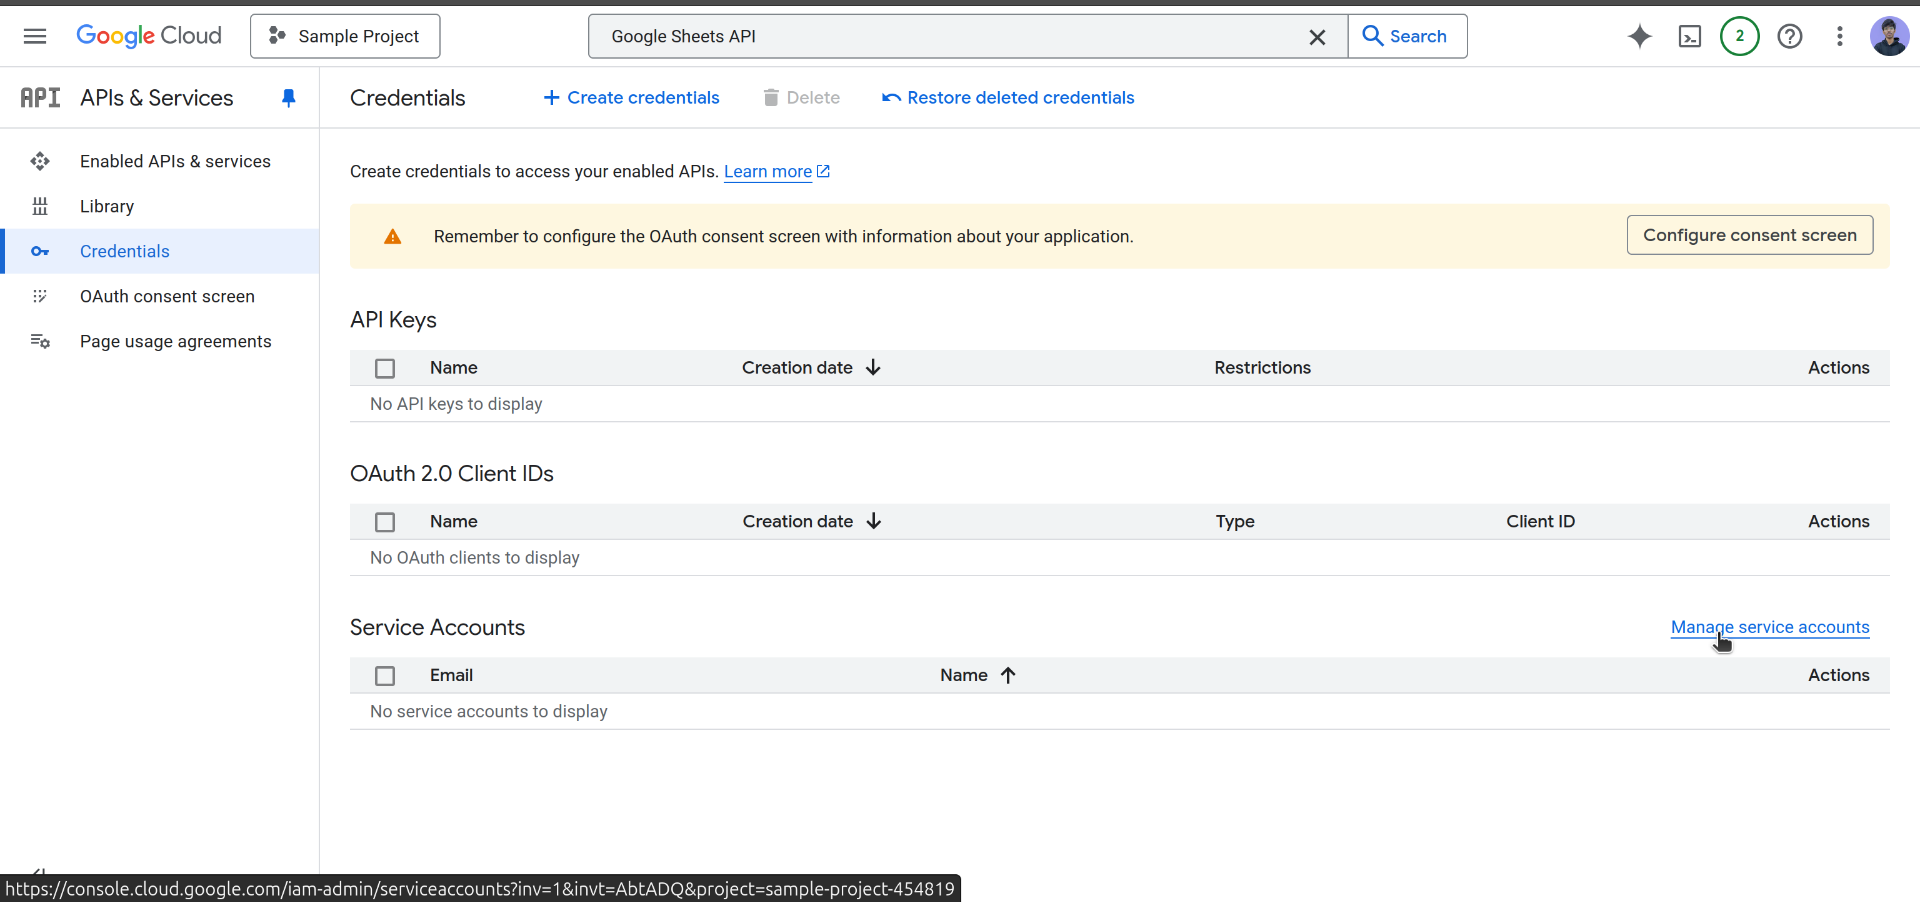 Google Cloud
Sample Project
Google Sheets API
Search
2
API APIs & Services
Credentials
Create credentials
Delete
Restore deleted credentials
Enabled APIs & services
Library
Credentials
OAuth consent screen
Page usage agreements
Create credentials to access your enabled APIs. Learn more
Remember to configure the OAuth consent screen with information about your application.
Configure consent screen
API Keys
Name Creation date Restrictions Actions
No API keys to display
OAuth 2.0 Client IDs
Name Creation date Type Client ID Actions
No OAuth clients to display
Service Accounts
Manage service accounts
Email Name Actions
No service accounts to display
https://console.cloud.google.com/iam-admin/serviceaccounts?inv=1&invt=AbtADQ&project=sample-project-454819